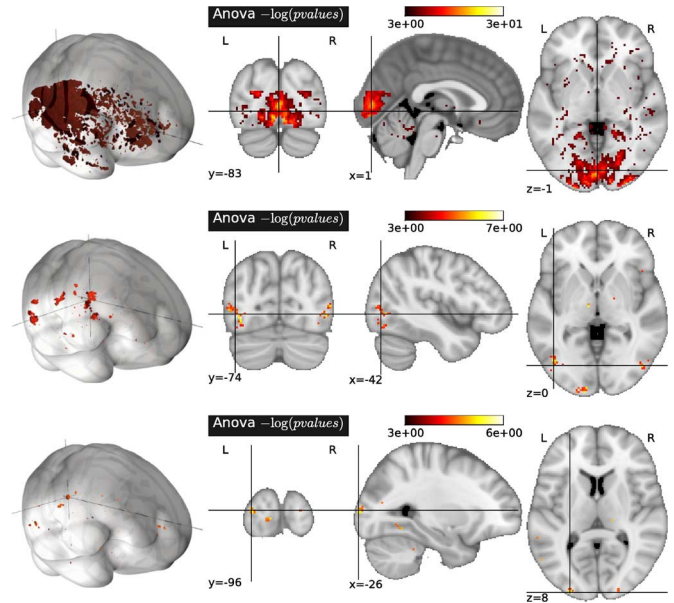 Anova −log(pvalues)
3e+00 3e+01
L R L R
y=-83 x=1 z=-1
Anova −log(pvalues)
3e+00 7e+00
L R L R
y=-74 x=-42 z=0
Anova −log(pvalues)
3e+00 6e+00
L R L R
y=-96 x=-26 z=8